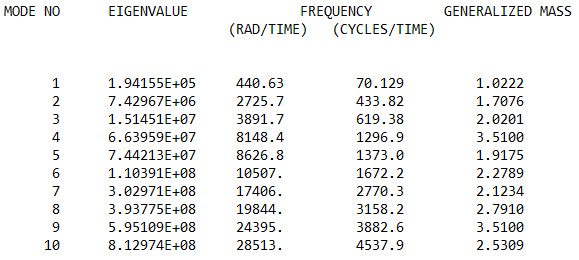 MODE NO EIGENVALUE FREQUENCY GENERALIZED MASS
(RAD/TIME) (CYCLES/TIME)
1 1.94155E+05 440.63 70.129 1.0222
2 7.42967E+06 2725.7 433.82 1.7076
3 1.51451E+07 3891.7 619.38 2.0201
4 6.63959E+07 8148.4 1296.9 3.5100
5 7.44213E+07 8626.8 1373.0 1.9175
6 1.10391E+08 10507. 1672.2 2.2789
7 3.02971E+08 17406. 2770.3 2.1234
8 3.93775E+08 19844. 3158.2 2.7910
9 5.95109E+08 24395. 3882.6 3.5100
10 8.12974E+08 28513. 4537.9 2.5309